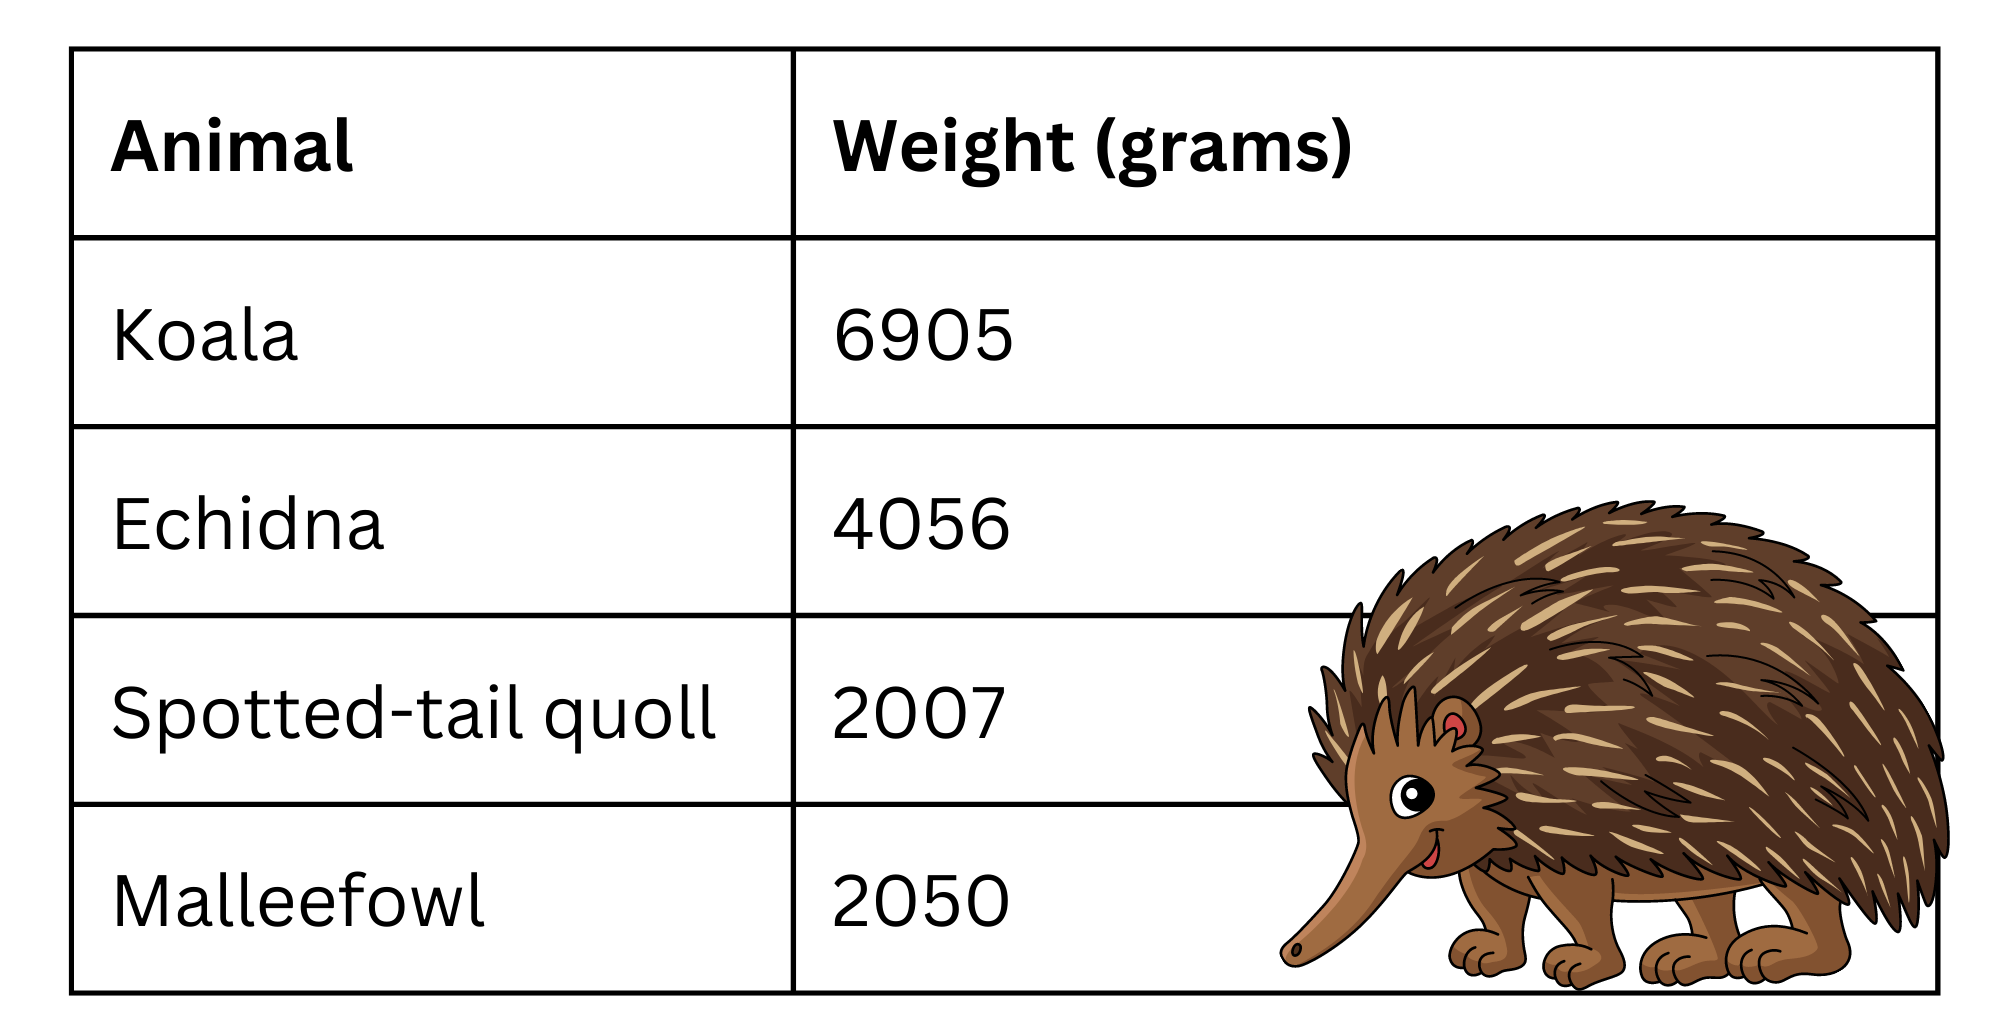 Animal Weight (grams)
Koala 6905
Echidna 4056
Spotted-tail quoll 2007
Malleefowl 2050